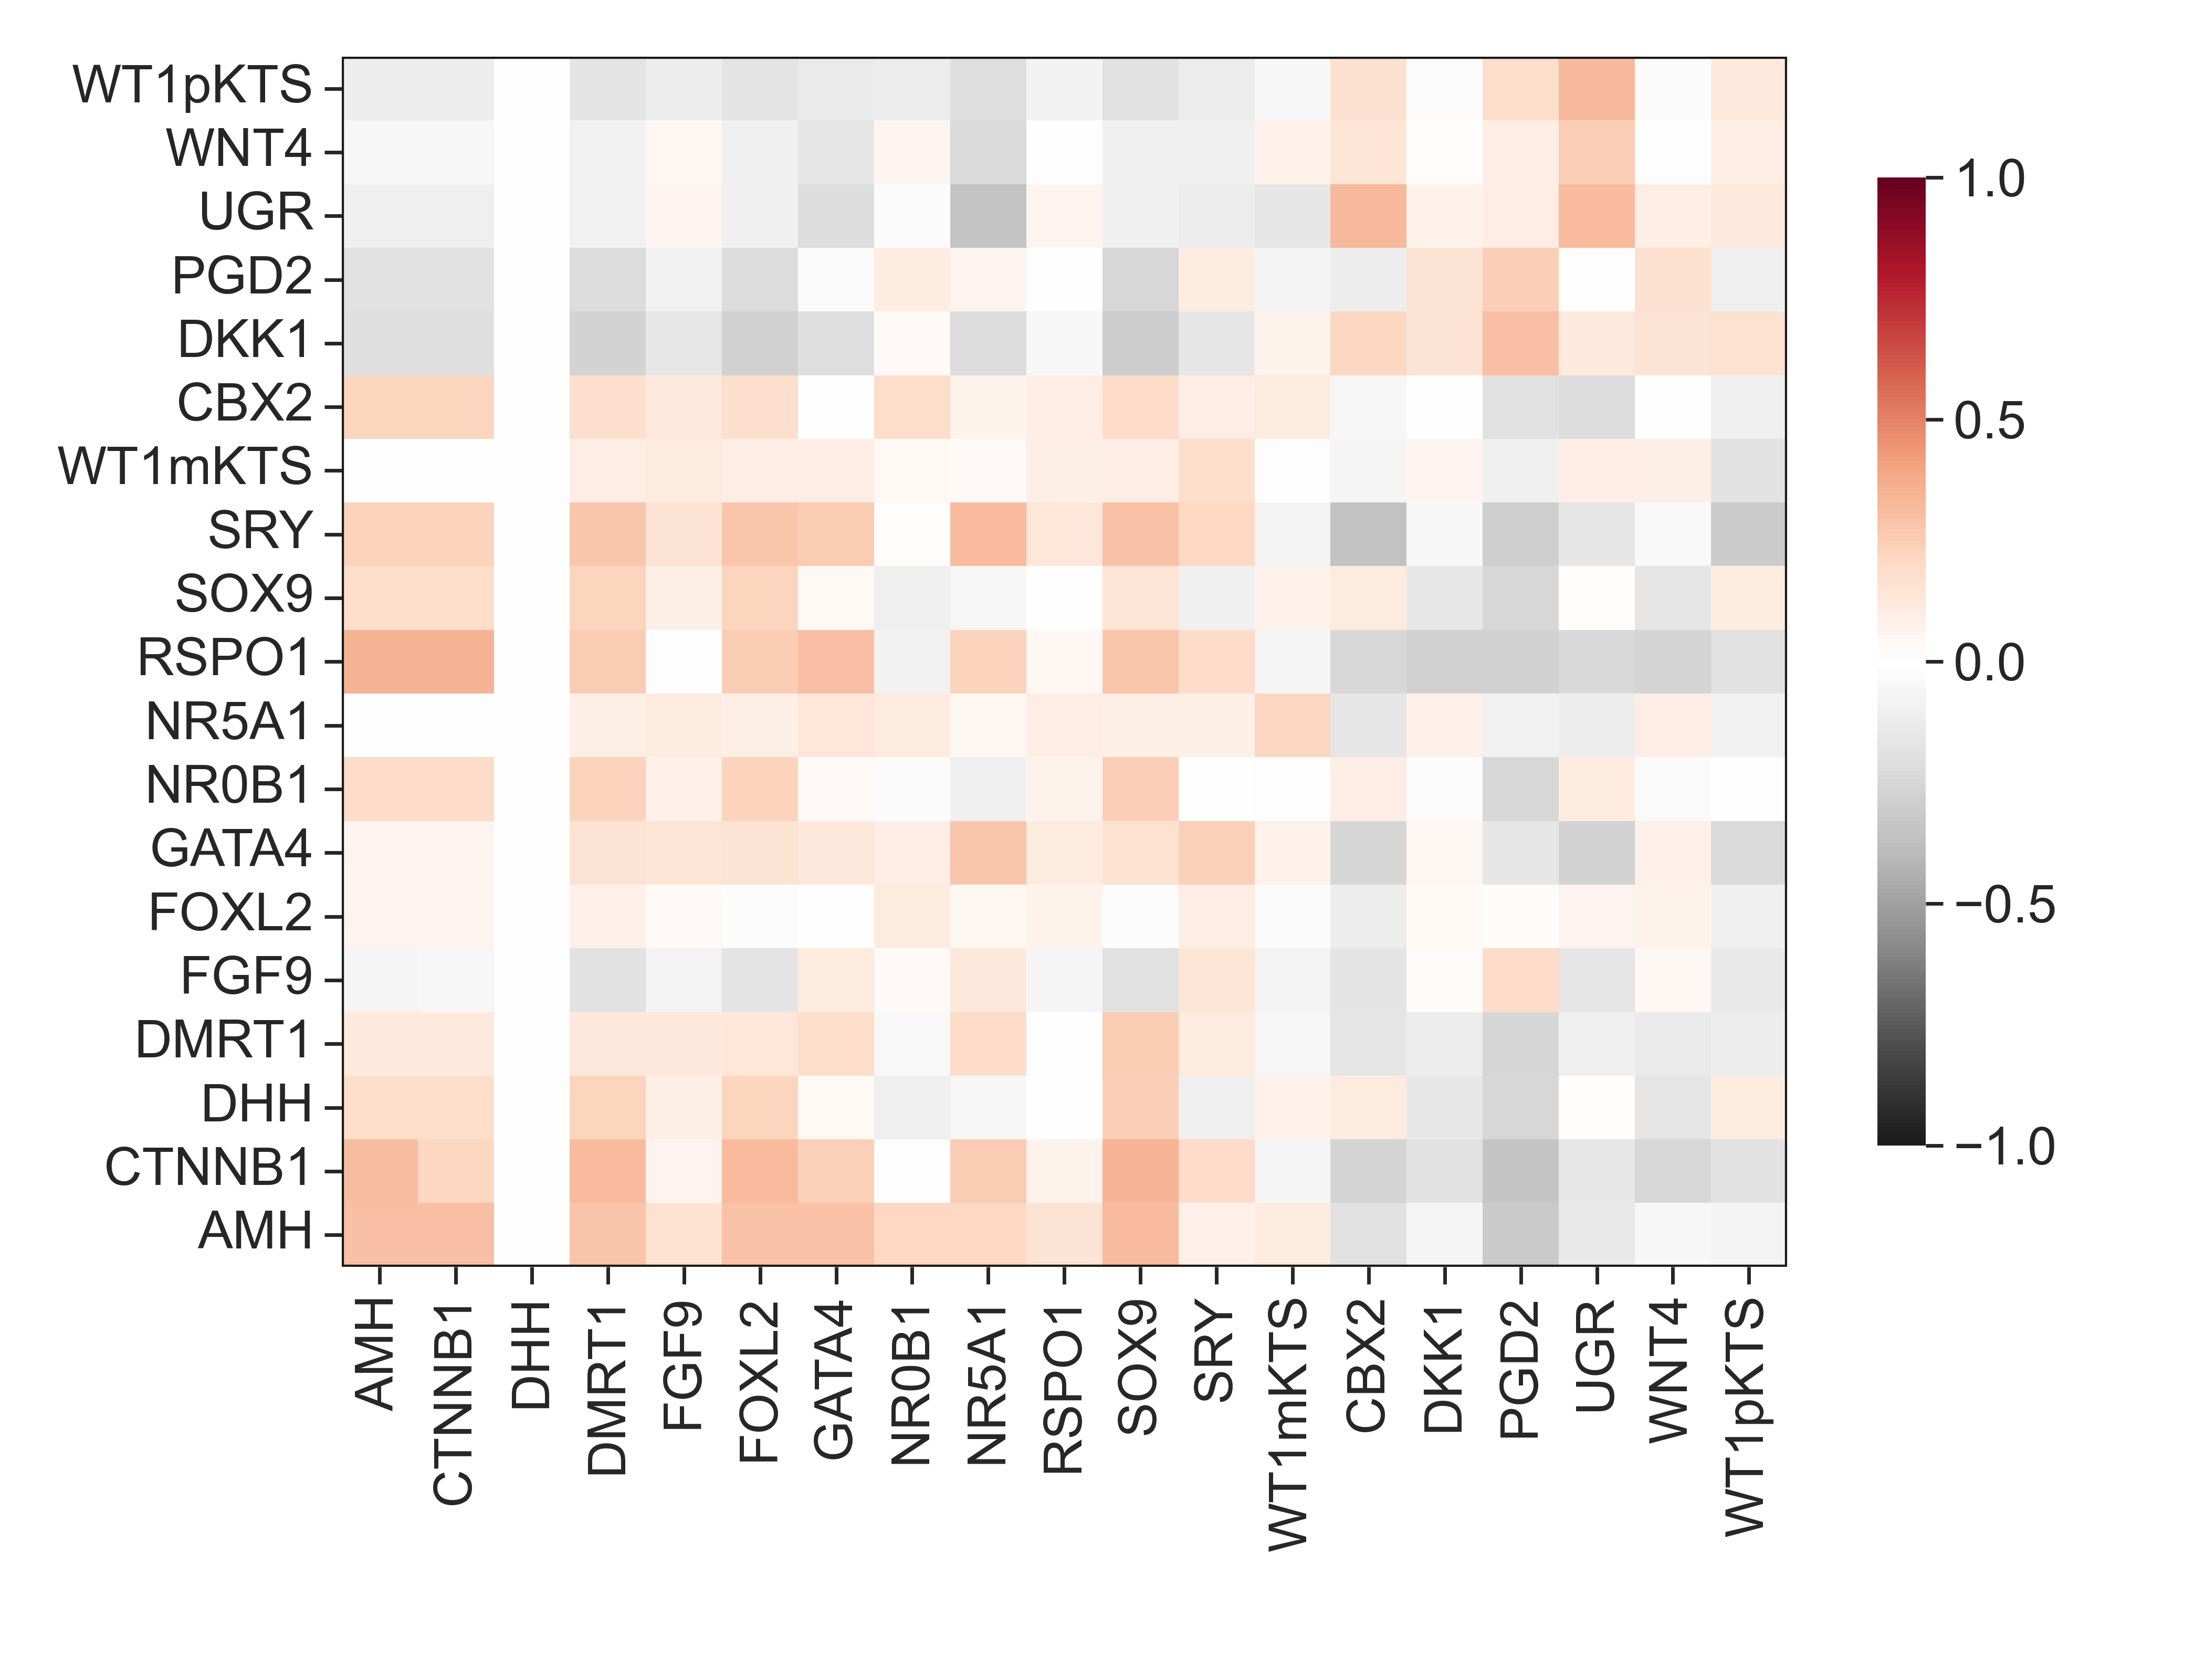 WT1pKTS
WNT4
UGR
PGD2
DKK1
CBX2
WT1mKTS
SRY
SOX9
RSPO1
NR5A1
NR0B1
GATA4
FOXL2
FGF9
DMRT1
DHH
CTNNB1
AMH
AMH
CTNNB1
DHH
DMRT1
FGF9
FOXL2
GATA4
NR0B1
NR5A1
RSPO1
SOX9
SRY
WT1mKTS
CBX2
DKK1
PGD2
UGR
WNT4
WT1pKTS
1.0
0.5
0.0
−0.5
−1.0